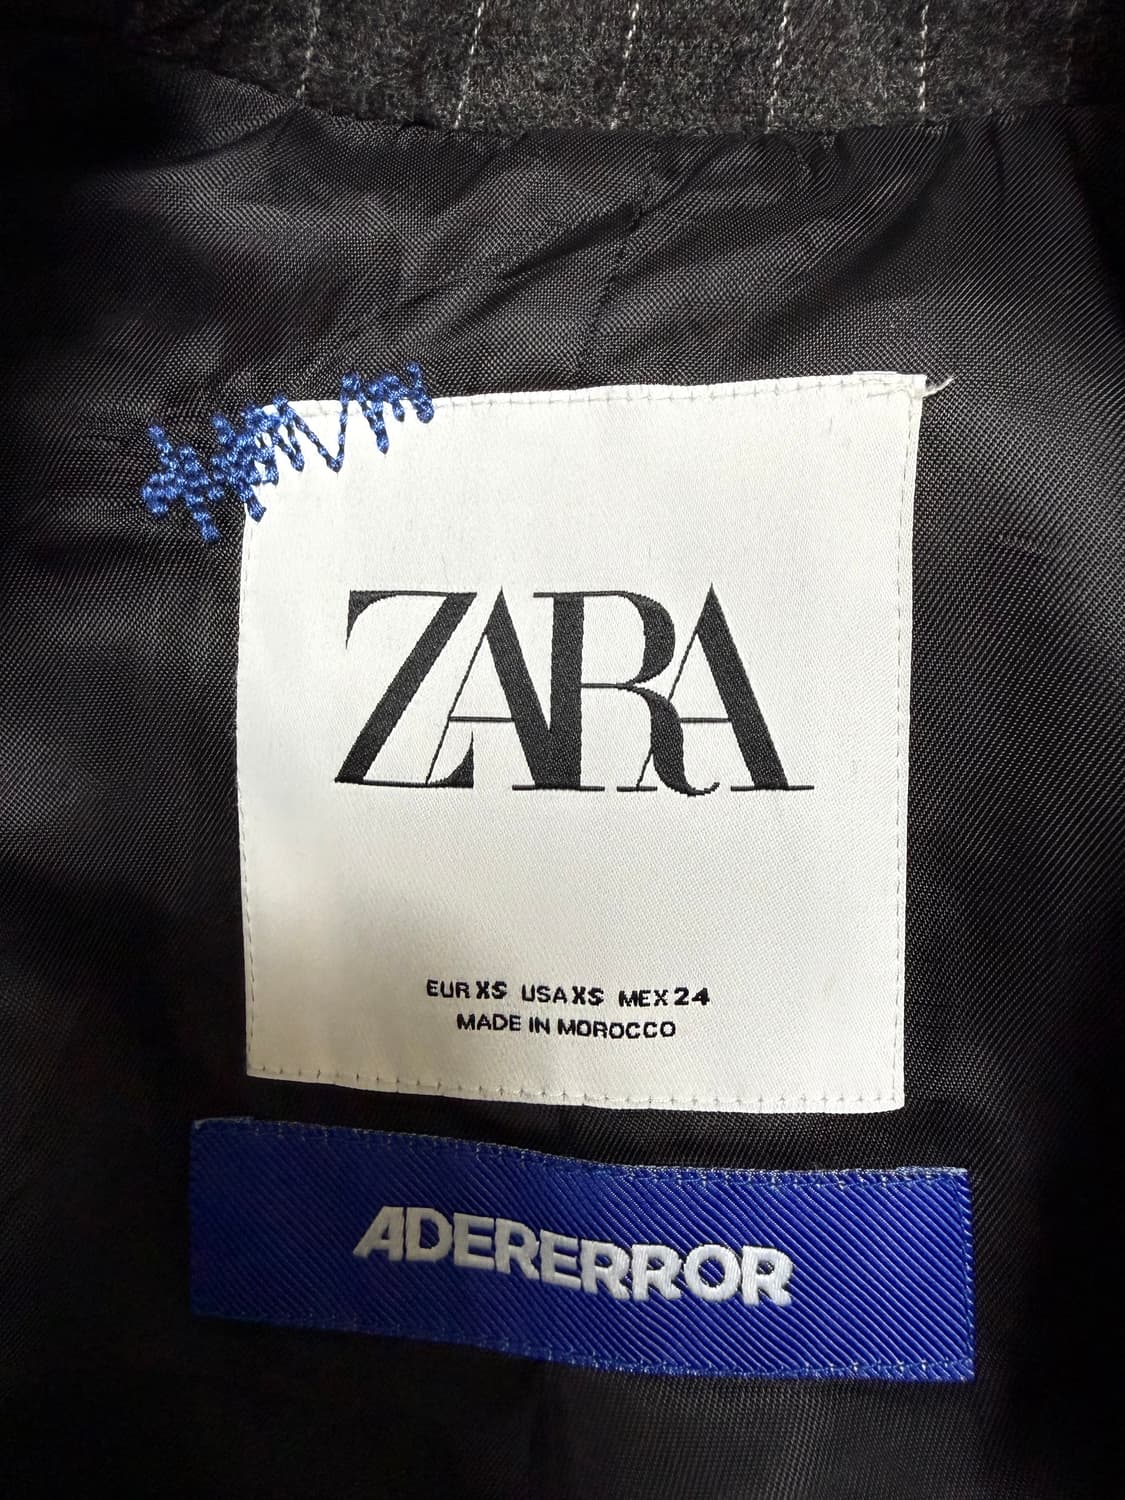 ZARA
EUR XS USA XS MEX 24
MADE IN MOROCCO
ADERERROR